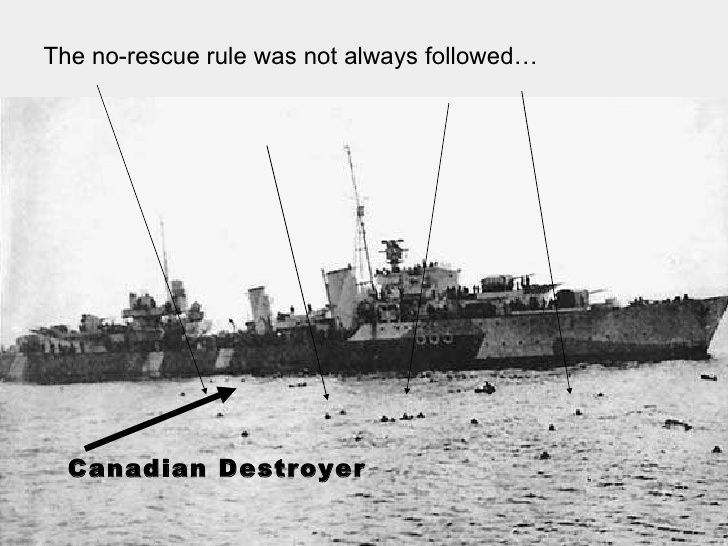 The no-rescue rule was not always followed…
Canadian Destroyer